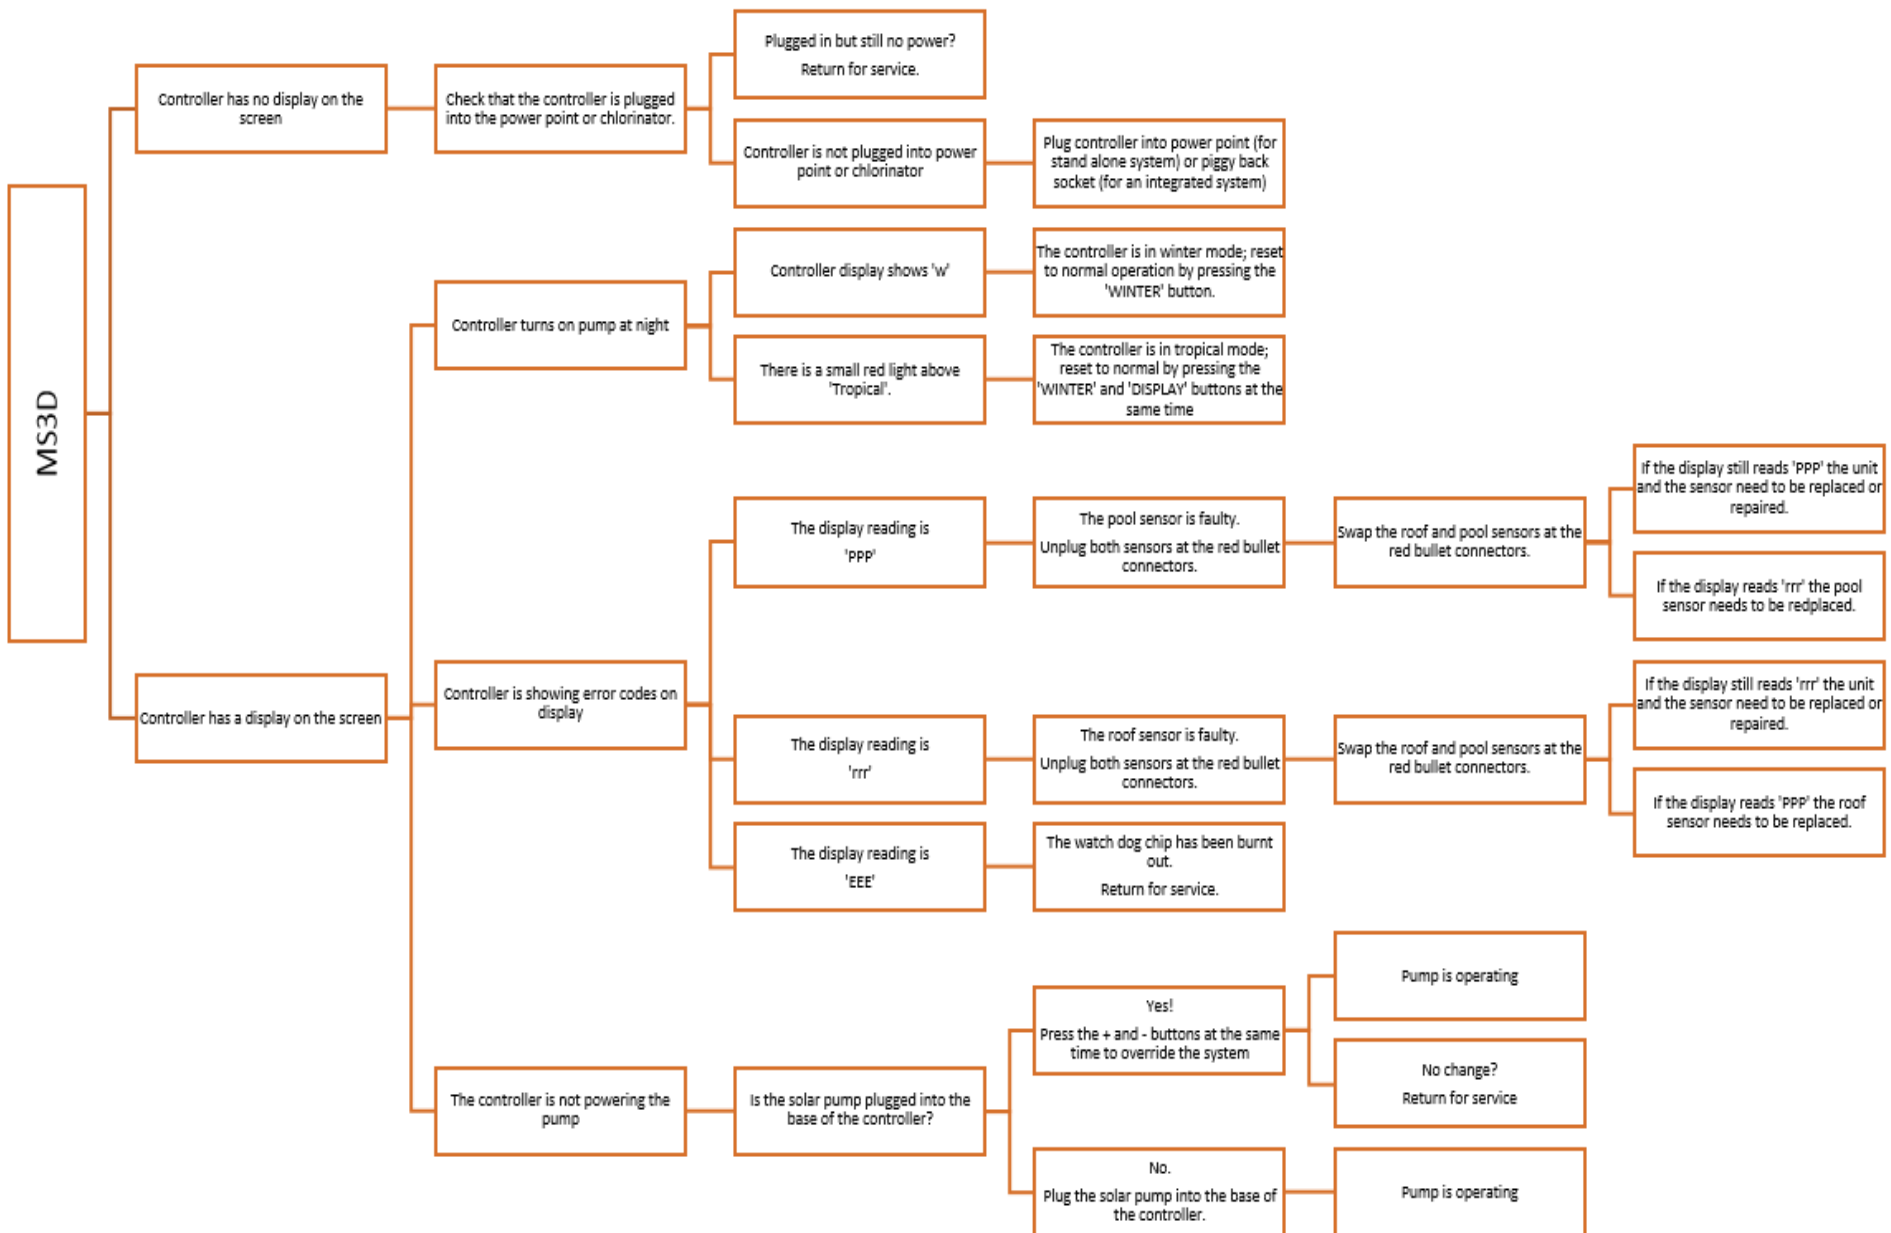 MS3D
Controller has no display on the
screen
Check that the controller is plugged
into the power point or chlorinator.
Plugged in but still no power?
Return for service.
Controller is not plugged into power
point or chlorinator
Plug controller into power point (for
stand alone system) or piggy back
socket (for an integrated system)
Controller has a display on the screen
Controller turns on pump at night
Controller display shows 'w'
The controller is in winter mode; reset
to normal operation by pressing the
'WINTER' button.
There is a small red light above
'Tropical'.
The controller is in tropical mode;
reset to normal by pressing the
'WINTER' and 'DISPLAY' buttons at the
same time
Controller is showing error codes on
display
The display reading is
'PPP'
The pool sensor is faulty.
Unplug both sensors at the red bullet
connectors.
Swap the roof and pool sensors at the
red bullet connectors.
If the display still reads 'PPP' the unit
and the sensor need to be replaced or
repaired.
If the display reads 'rrr' the pool
sensor needs to be redplaced.
The display reading is
'rrr'
The roof sensor is faulty.
Unplug both sensors at the red bullet
connectors.
Swap the roof and pool sensors at the
red bullet connectors.
If the display still reads 'rrr' the unit
and the sensor need to be replaced or
repaired.
If the display reads 'PPP' the roof
sensor needs to be replaced.
The display reading is
'EEE'
The watch dog chip has been burnt
out.
Return for service.
The controller is not powering the
pump
Is the solar pump plugged into the
base of the controller?
Yes!
Press the + and - buttons at the same
time to override the system
Pump is operating
No change?
Return for service
No.
Plug the solar pump into the base of
the controller.
Pump is operating